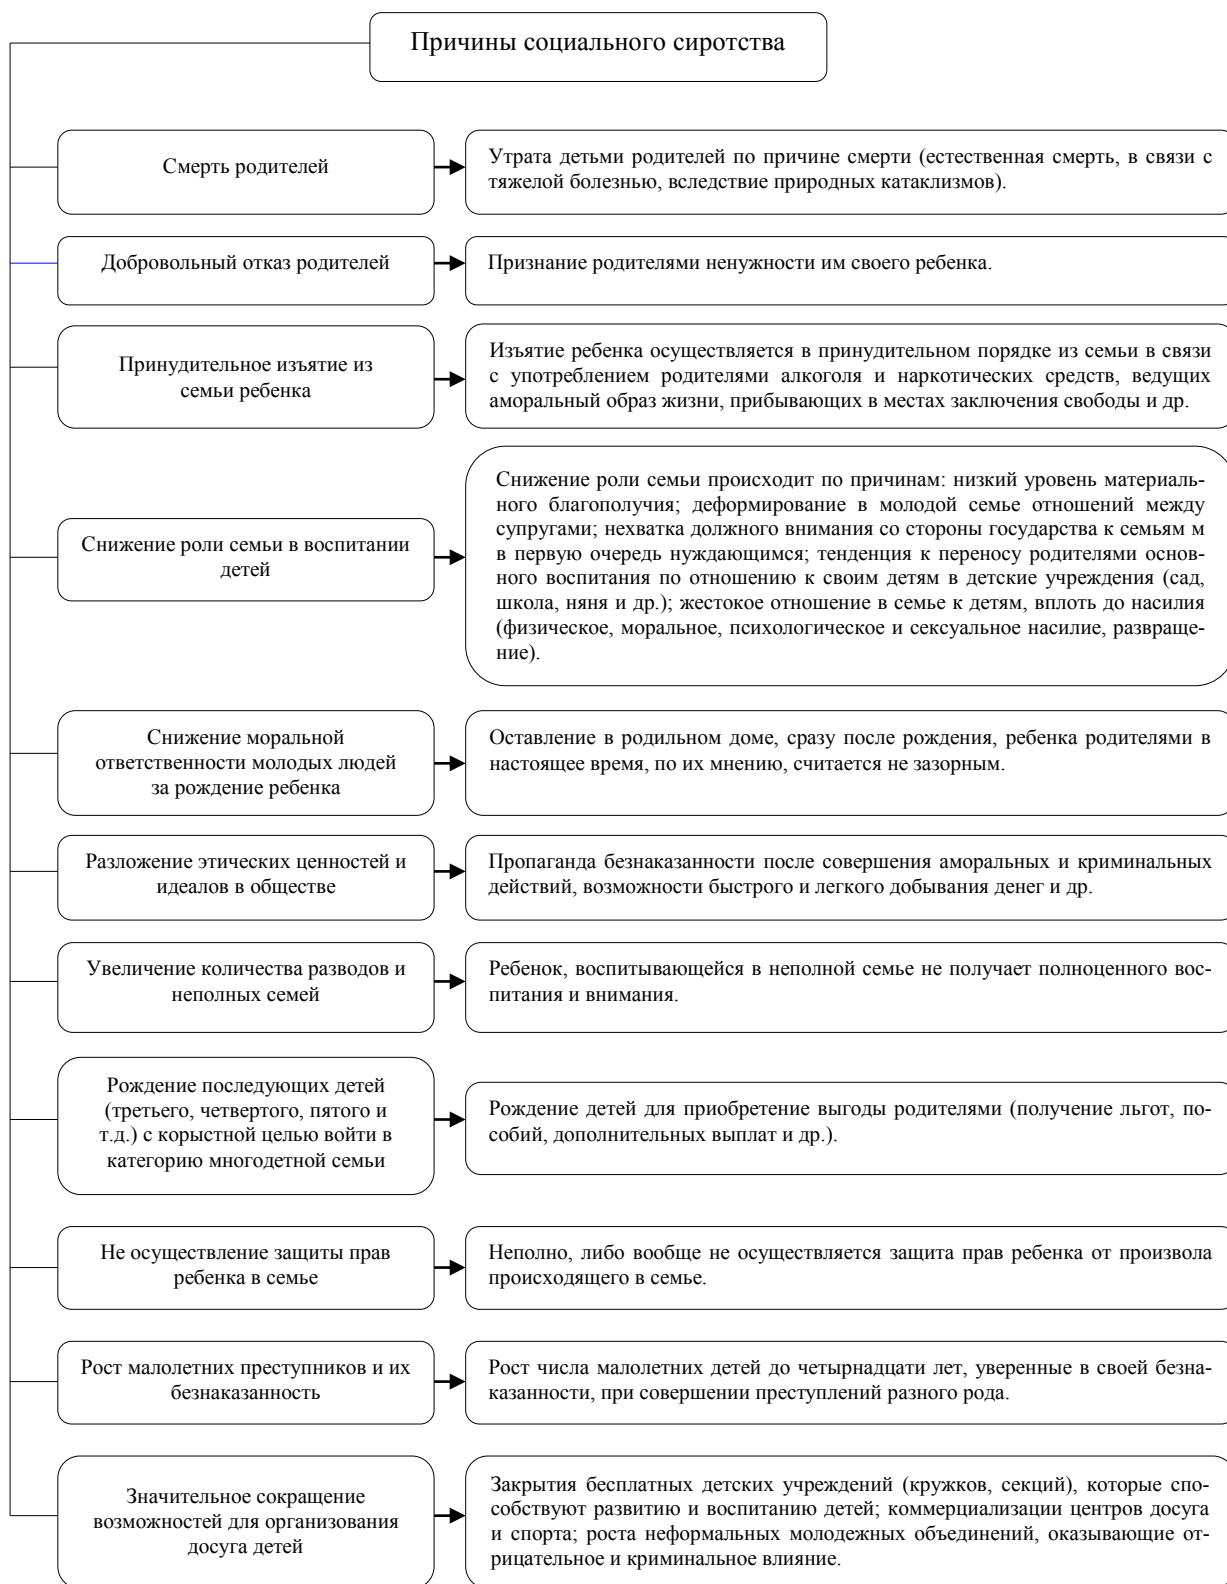 Причины социального сиротства
Смерть родителей
Утрата детьми родителей по причине смерти (естественная смерть, в связи с
тяжелой болезнью, вследствие природных катаклизмов).
Добровольный отказ родителей
Признание родителями ненужности им своего ребенка.
Принудительное изъятие из
семьи ребенка
Изъятие ребенка осуществляется в принудительном порядке из семьи в связи
с употреблением родителями алкоголя и наркотических средств, ведущих
аморальный образ жизни, прибывающих в местах заключения свободы и др.
Снижение роли семьи в воспитании
детей
Снижение роли семьи происходит по причинам: низкий уровень материаль-
ного благополучия; деформирование в молодой семье отношений между
супругами; нехватка должного внимания со стороны государства к семьям м
в первую очередь нуждающимся; тенденция к переносу родителями основ-
ного воспитания по отношению к своим детям в детские учреждения (сад,
школа, няня и др.); жестокое отношение в семье к детям, вплоть до насилия
(физическое, моральное, психологическое и сексуальное насилие, развраще-
ние).
Снижение моральной
ответственности молодых людей
за рождение ребенка
Оставление в родильном доме, сразу после рождения, ребенка родителями в
настоящее время, по их мнению, считается не зазорным.
Разложение этических ценностей и
идеалов в обществе
Пропаганда безнаказанности после совершения аморальных и криминальных
действий, возможности быстрого и легкого добывания денег и др.
Увеличение количества разводов и
неполных семей
Ребенок, воспитывающейся в неполной семье не получает полноценного вос-
питания и внимания.
Рождение последующих детей
(третьего, четвертого, пятого и
т.д.) с корыстной целью войти в
категорию многодетной семьи
Рождение детей для приобретение выгоды родителями (получение льгот, по-
собий, дополнительных выплат и др.).
Не осуществление защиты прав
ребенка в семье
Неполно, либо вообще не осуществляется защита прав ребенка от произвола
происходящего в семье.
Рост малолетних преступников и их
безнаказанность
Рост числа малолетних детей до четырнадцати лет, уверенные в своей безна-
казанности, при совершении преступлений разного рода.
Значительное сокращение
возможностей для организования
досуга детей
Закрытия бесплатных детских учреждений (кружков, секций), которые спо-
собствуют развитию и воспитанию детей; коммерциализации центров досуга
и спорта; роста неформальных молодежных объединений, оказывающие от-
рицательное и криминальное влияние.